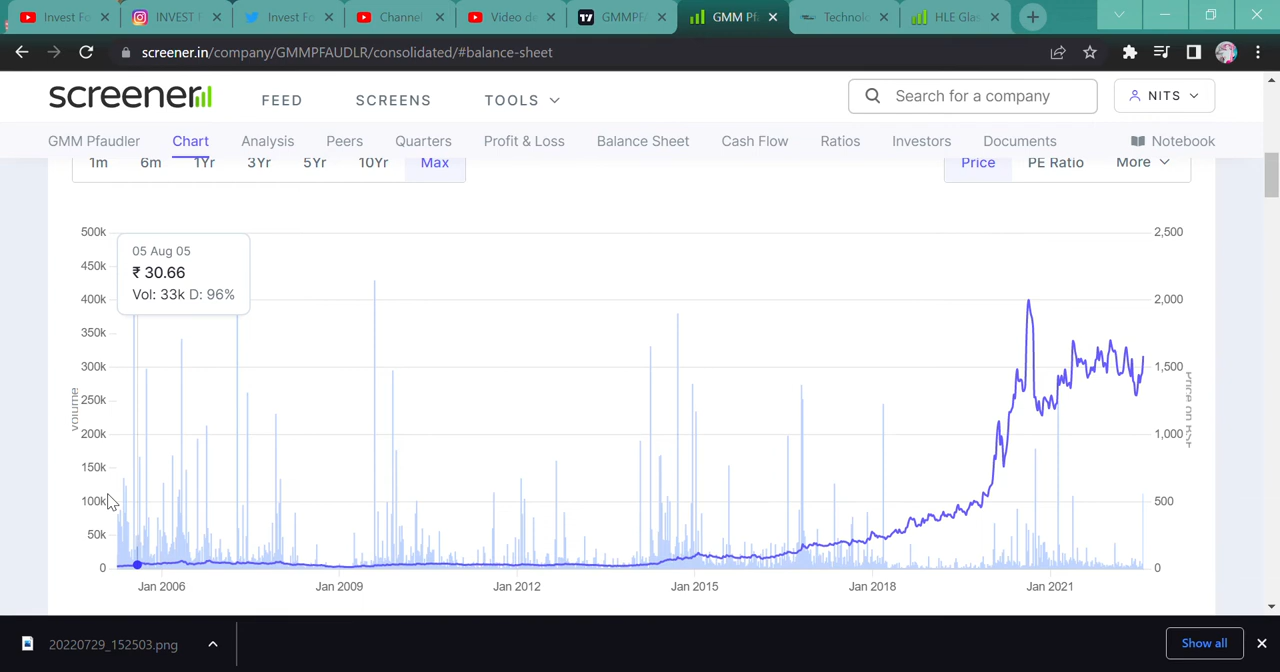 Invest Fo
INVEST F
Invest Fo
Channel
Video de
GMMPF
GMM Pf
Technol
HLE Gla
screener.in/company/GMMPFAUDLR/consolidated/#balance-sheet
screener
FEED
SCREENS
TOOLS
Search for a company
NITS
GMM Pfaudler
Chart
Analysis
Peers
Quarters
Profit & Loss
Balance Sheet
Cash Flow
Ratios
Investors
Documents
Notebook
1m
6m
1Yr
3Yr
5Yr
10Yr
Max
Price
PE Ratio
More
500k
450k
400k
350k
300k
250k
200k
150k
100k
50k
0
Volume
05 Aug 05
₹ 30.66
Vol: 33k D: 96%
2,500
2,000
1,500
1,000
500
0
Price on BSE
Jan 2006
Jan 2009
Jan 2012
Jan 2015
Jan 2018
Jan 2021
20220729_152503.png
Show all